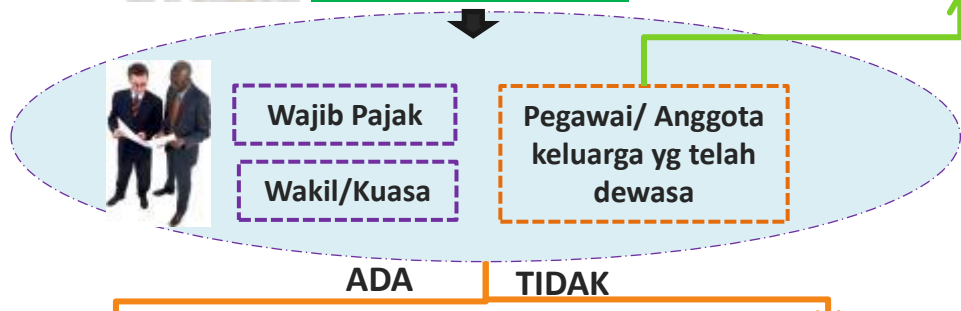 Wajib Pajak
Wakil/Kuasa
Pegawai/ Anggota
keluarga yg telah
dewasa
ADA
TIDAK